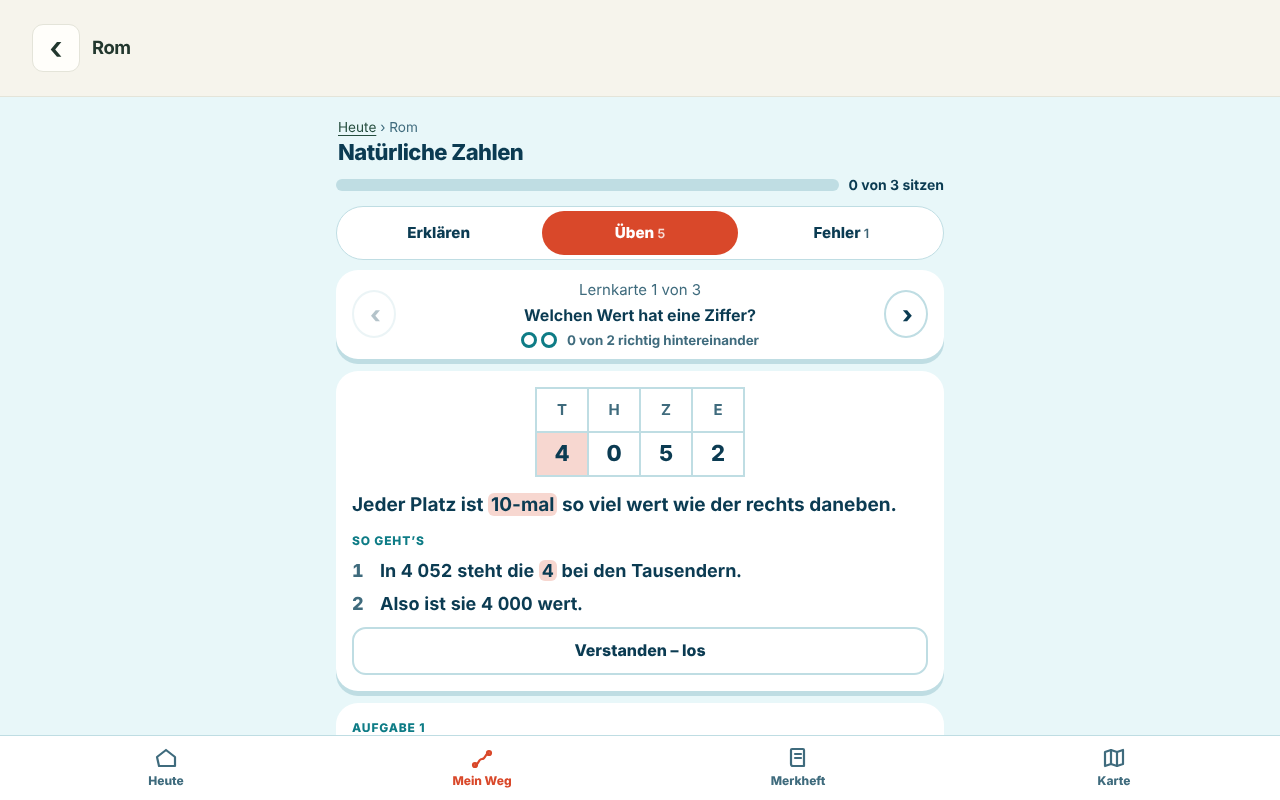 Rom
Heute › Rom
Natürliche Zahlen
0 von 3 sitzen
Erklären
Üben 5
Fehler 1
Lernkarte 1 von 3
Welchen Wert hat eine Ziffer?
0 von 2 richtig hintereinander
T H Z E
4 0 5 2
Jeder Platz ist 10-mal so viel wert wie der rechts daneben.
SO GEHT’S
1 In 4 052 steht die 4 bei den Tausendern.
2 Also ist sie 4 000 wert.
Verstanden – los
AUFGABE 1
Heute
Mein Weg
Merkheft
Karte